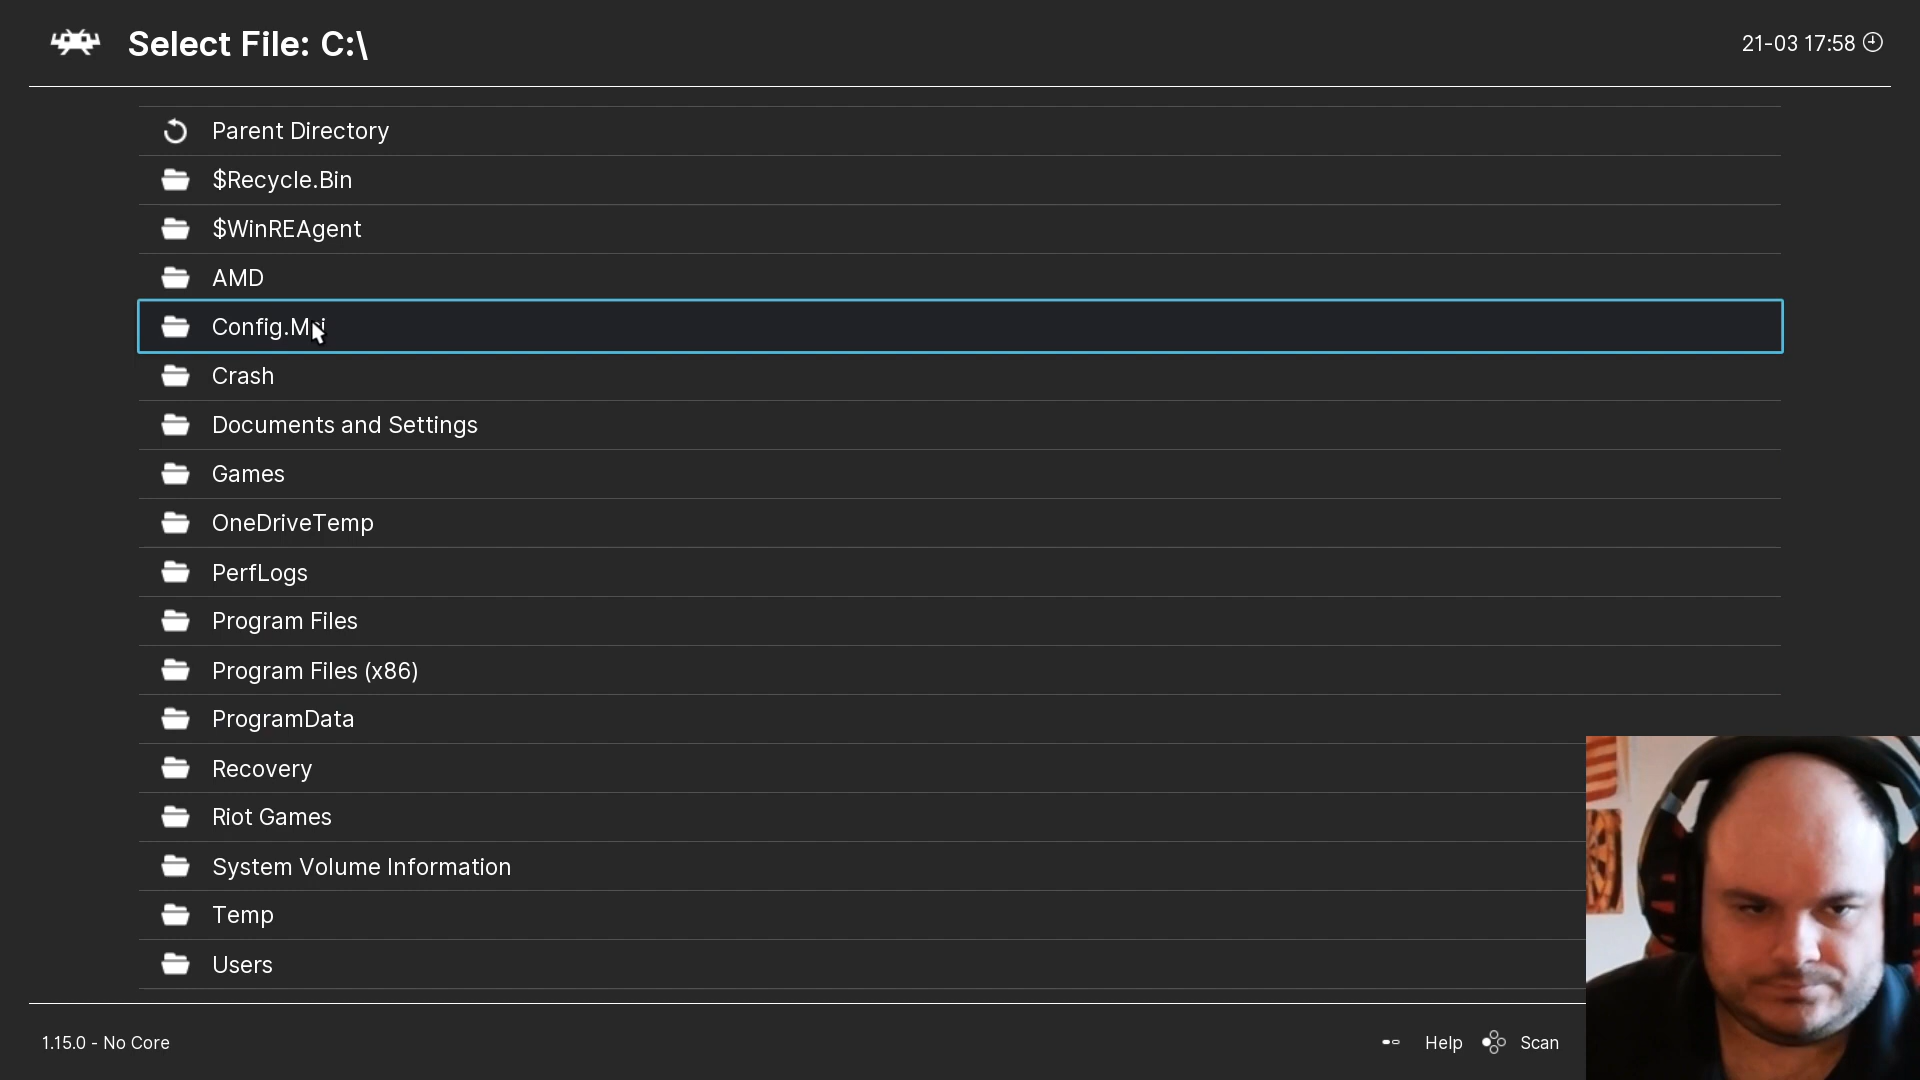 Select File: C:\
21-03 17:58
Parent Directory
$Recycle.Bin
$WinREAgent
AMD
Config.Msi
Crash
Documents and Settings
Games
OneDriveTemp
PerfLogs
Program Files
Program Files (x86)
ProgramData
Recovery
Riot Games
System Volume Information
Temp
Users
1.15.0 - No Core
Help
Scan